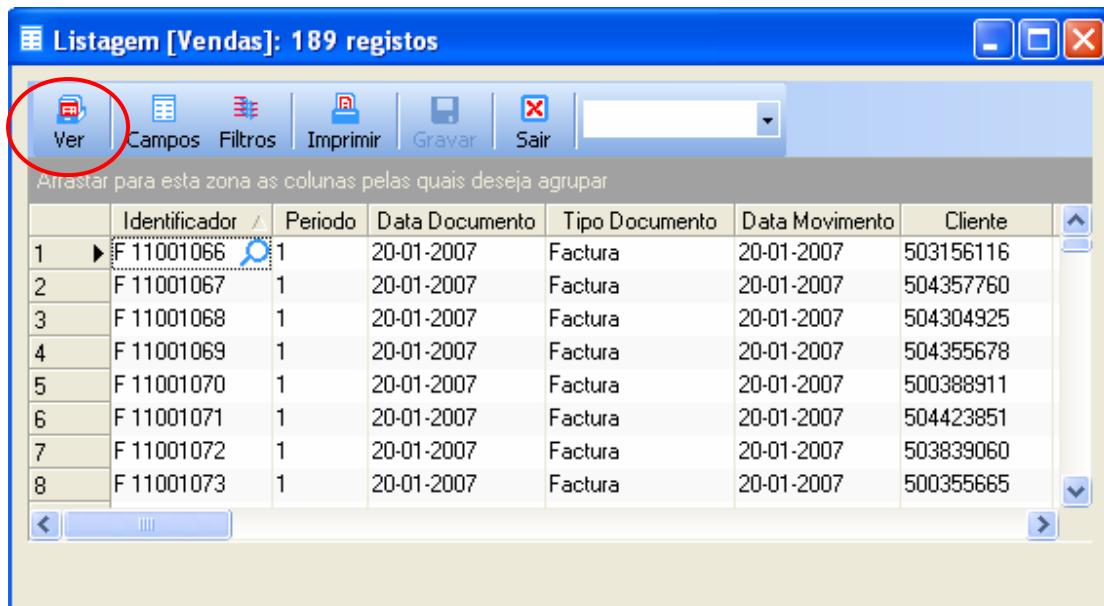 Listagem [Vendas]: 189 registos
Ver Campos Filtros Imprimir Gravar Sair
Arrastar para esta zona as colunas pelas quais deseja agrupar
Identificador Periodo Data Documento Tipo Documento Data Movimento Cliente
1 F 11001066 1 20-01-2007 Factura 20-01-2007 503156116
2 F 11001067 1 20-01-2007 Factura 20-01-2007 504357760
3 F 11001068 1 20-01-2007 Factura 20-01-2007 504304925
4 F 11001069 1 20-01-2007 Factura 20-01-2007 504355678
5 F 11001070 1 20-01-2007 Factura 20-01-2007 500388911
6 F 11001071 1 20-01-2007 Factura 20-01-2007 504423851
7 F 11001072 1 20-01-2007 Factura 20-01-2007 503839060
8 F 11001073 1 20-01-2007 Factura 20-01-2007 500355665